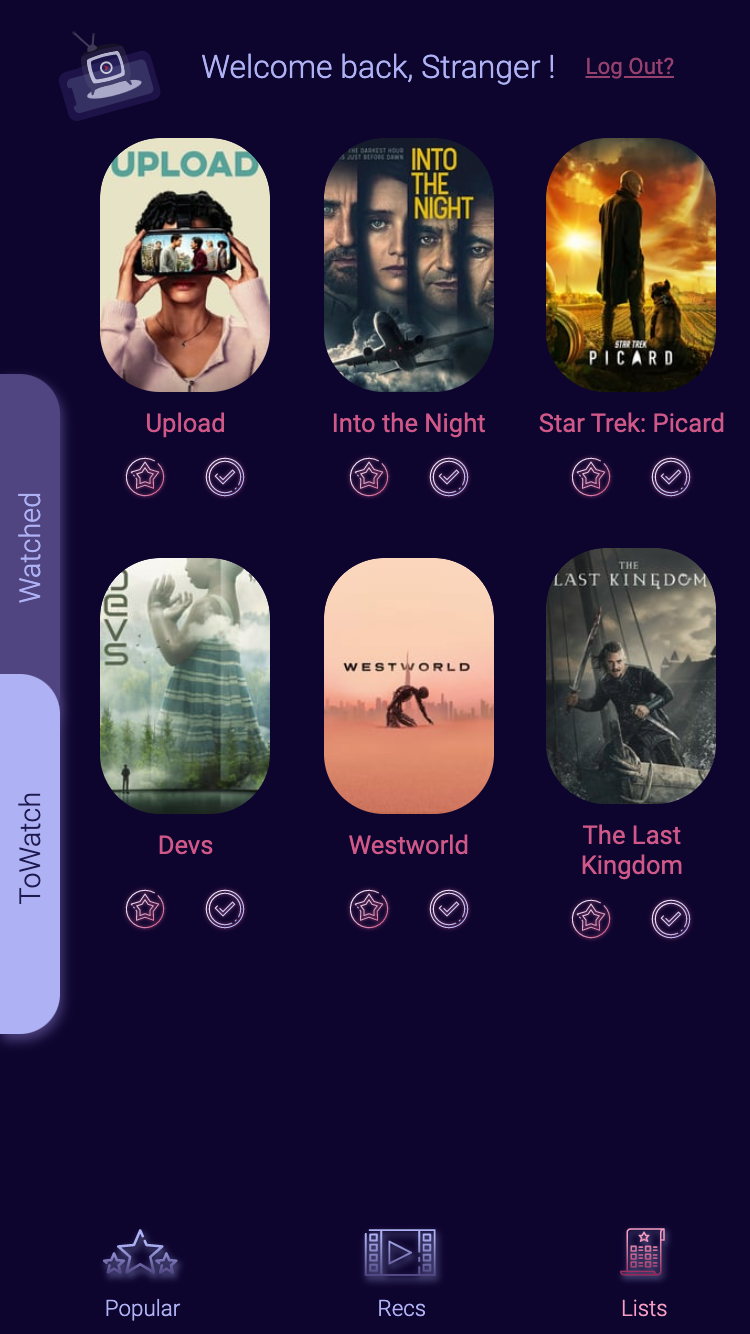 Welcome back, Stranger !
Log Out?
UPLOAD
THE DARKEST HOUR
IS JUST BEFORE DAWN
INTO
THE
NIGHT
STAR TREK
PICARD
Upload
Into the Night
Star Trek: Picard
Watched
DEVS
WESTWORLD
THE
LAST KINGDOM
ToWatch
Devs
Westworld
The Last
Kingdom
Popular
Recs
Lists